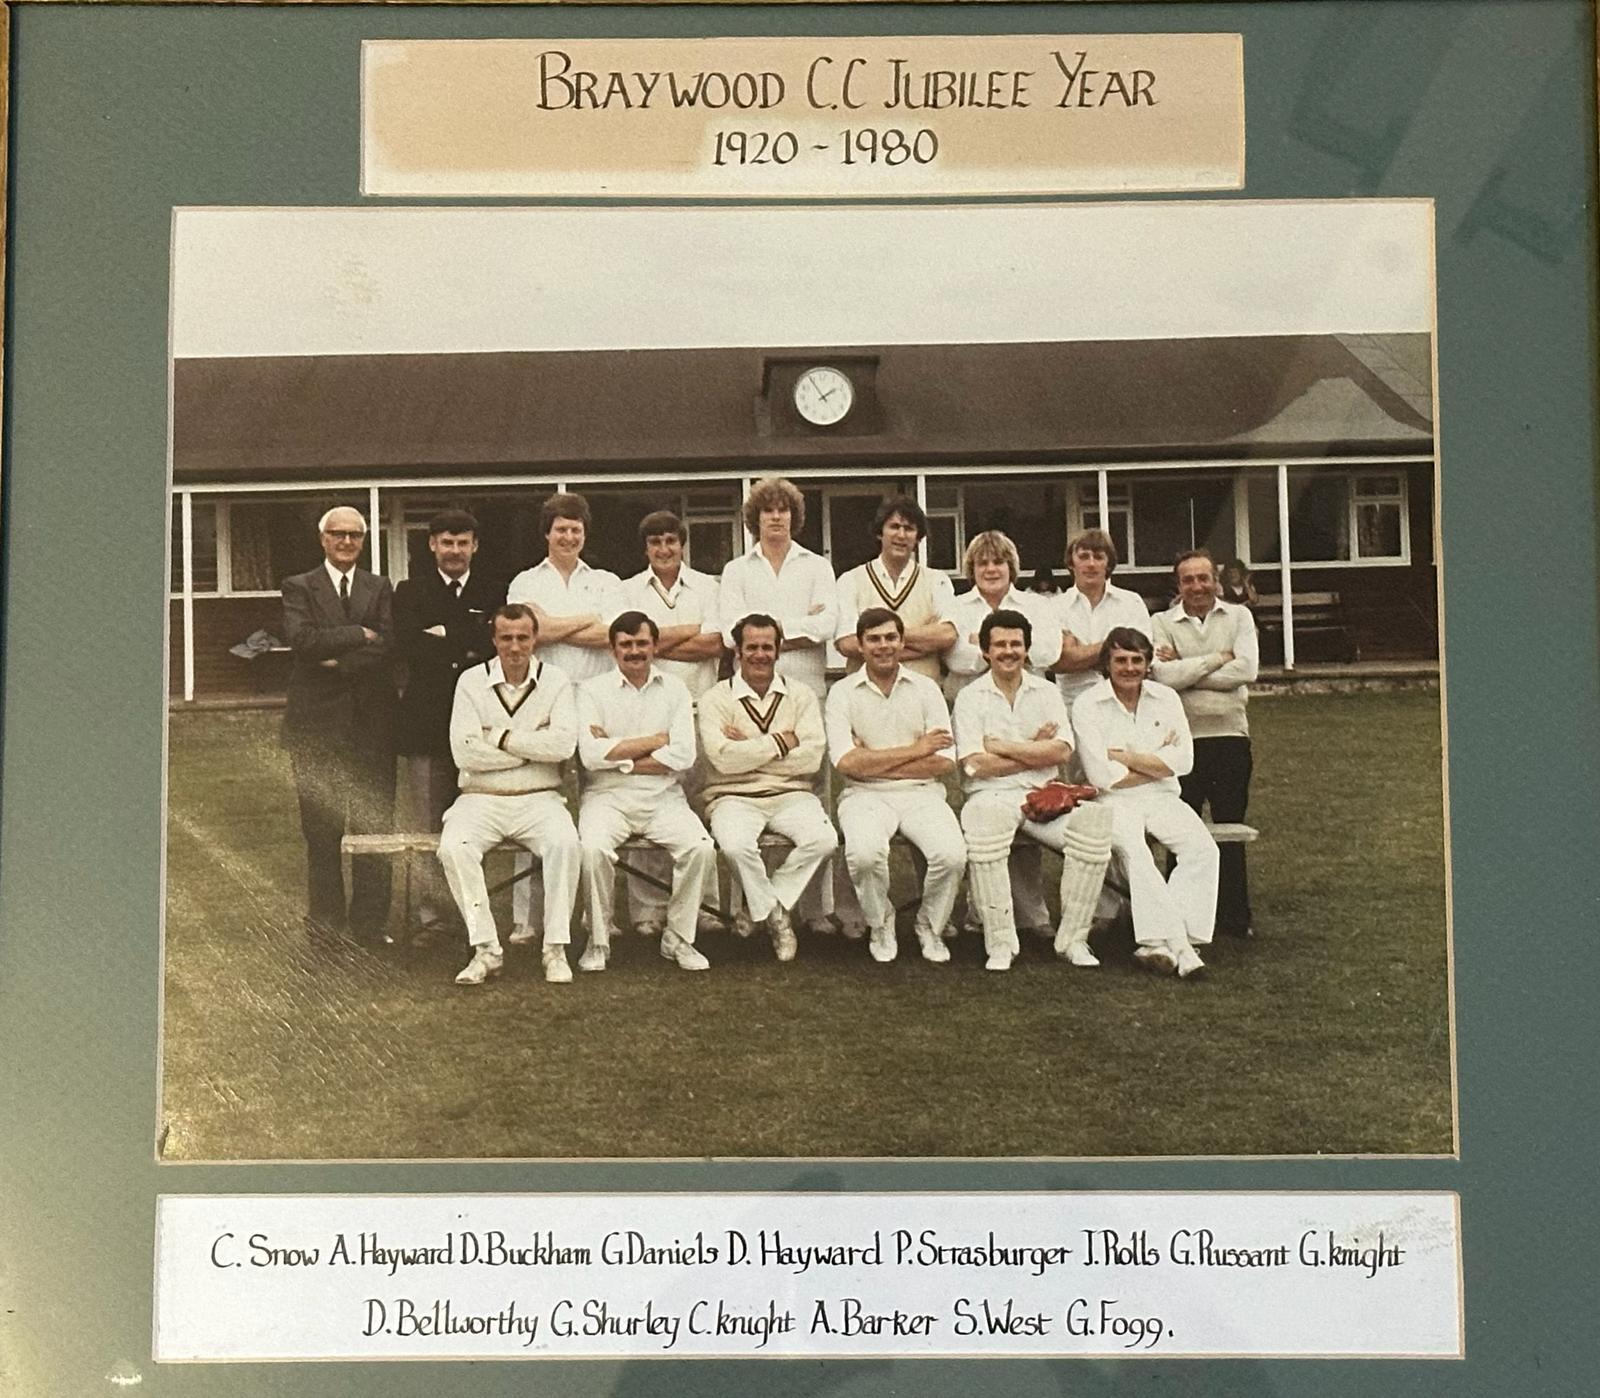 BRAYWOOD C.C JUBILEE YEAR
1920 - 1980
C. Snow A. Hayward D. Buckham G Daniels D. Hayward P. Strasburger J. Rolls G. Russant G. knight
D. Bellworthy G. Shurley C. knight A. Barker S. West G. Fogg.